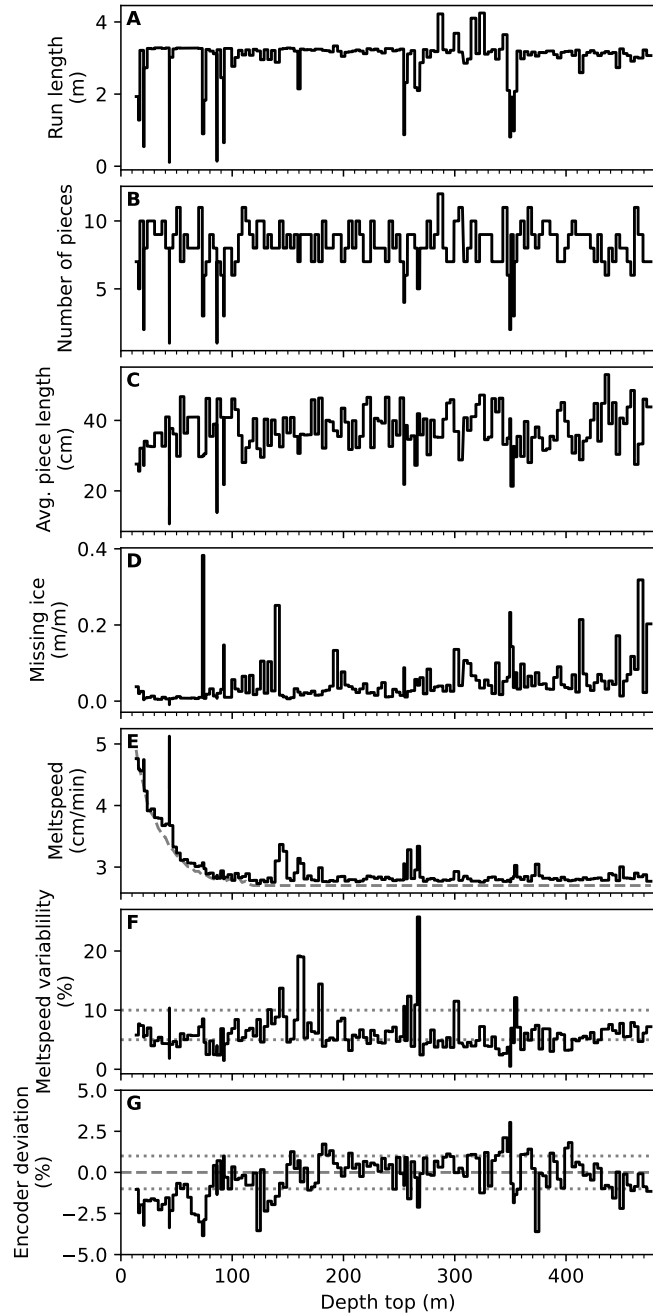 A
Run length
(m)
4
2
0
B
Number of pieces
10
5
C
Avg. piece length
(cm)
40
20
D
Missing ice
(m/m)
0.4
0.2
0.0
E
Meltspeed
(cm/min)
5
4
3
F
Meltspeed variablility
(%)
20
10
0
G
Encoder deviation
(%)
5.0
2.5
0.0
−2.5
−5.0
0
100
200
300
400
Depth top (m)